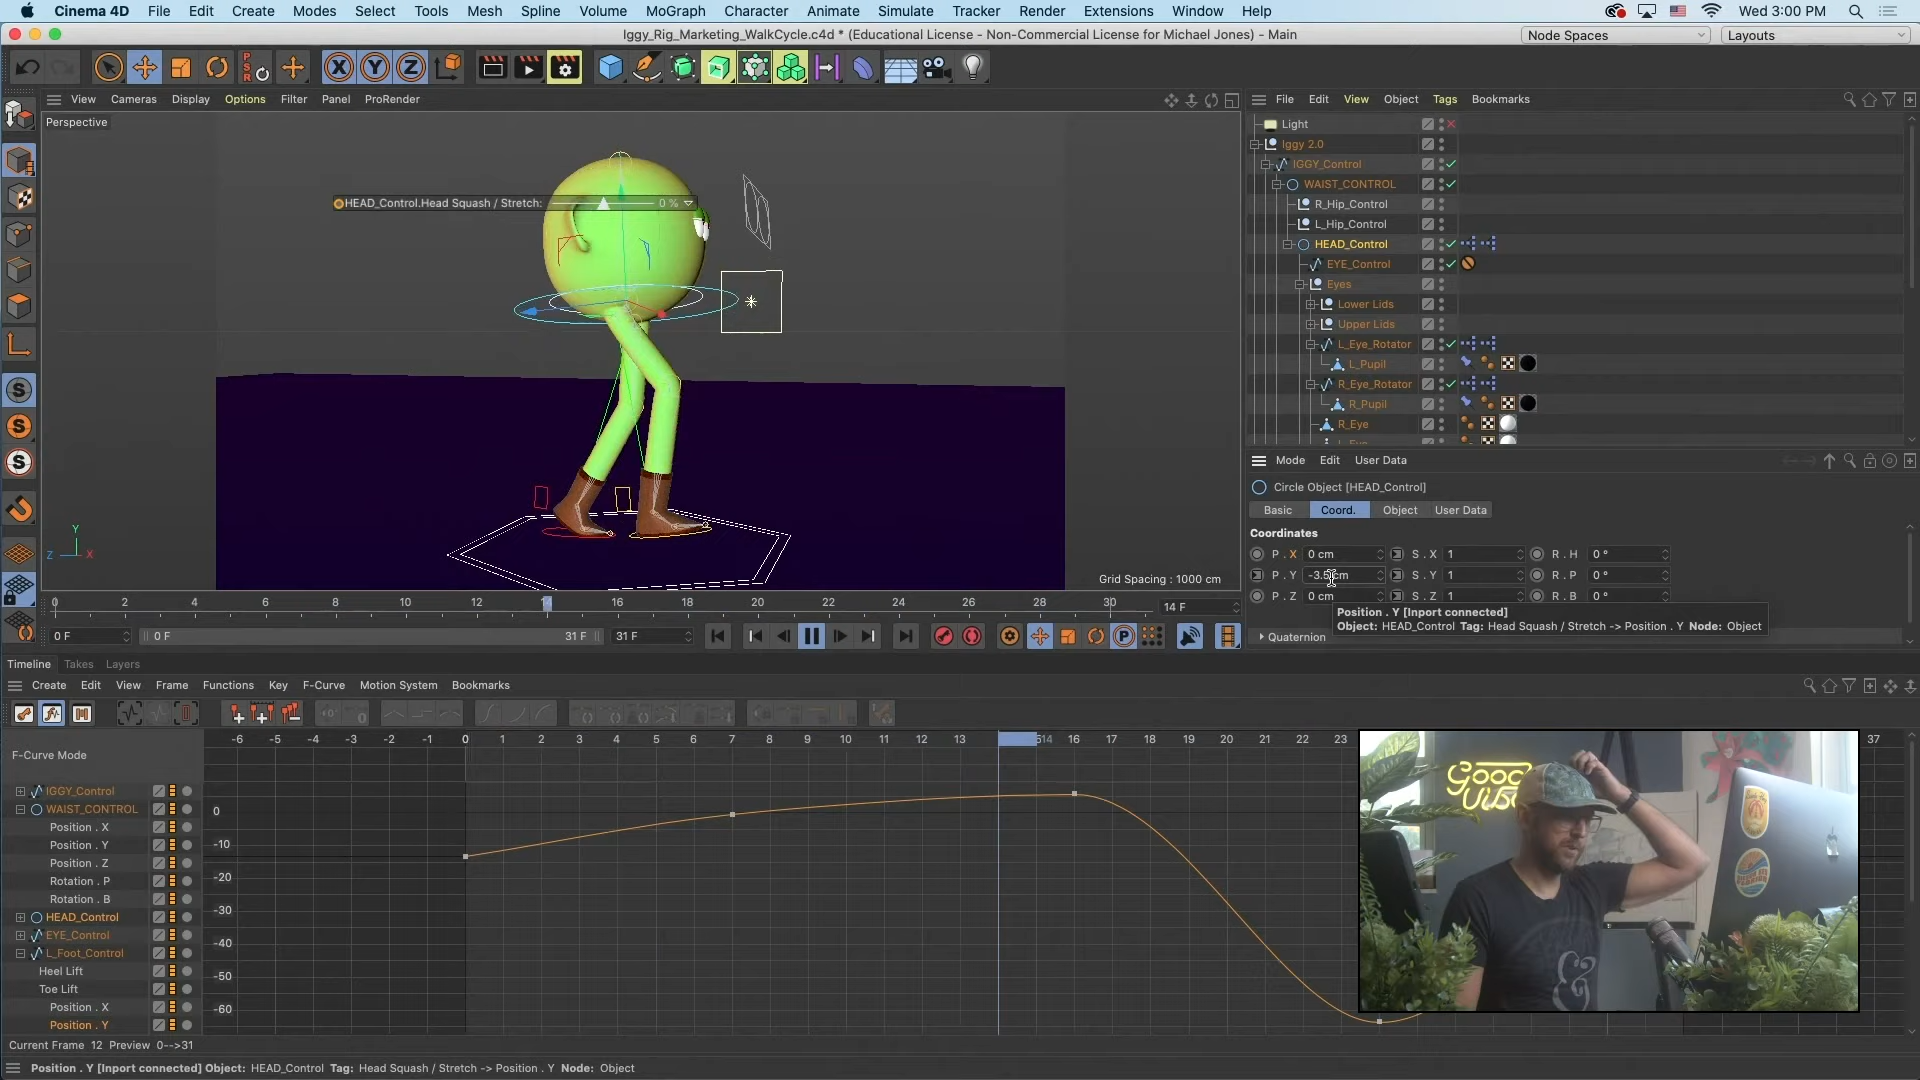 Cinema 4D File Edit Create Modes Select Tools Mesh Spline Volume MoGraph Character Animate Simulate Tracker Render Extensions Window Help Wed 3:00 PM
Iggy_Rig_Marketing_WalkCycle.c4d * (Educational License - Non-Commercial License for Michael Jones) - Main
Node Spaces Layouts
X Y Z
View Cameras Display Options Filter Panel ProRender
Perspective
HEAD_Control.Head Squash / Stretch: 0 %
Y
Z X
Grid Spacing : 1000 cm
0 2 4 6 8 10 12 16 18 20 22 24 26 28 30 14 F
0 F 0 F 31 F 31 F
File Edit View Object Tags Bookmarks
Light
Iggy 2.0
IGGY_Control
WAIST_CONTROL
R_Hip_Control
L_Hip_Control
HEAD_Control
EYE_Control
Eyes
Lower Lids
Upper Lids
L_Eye_Rotator
L_Pupil
R_Eye_Rotator
R_Pupil
R_Eye
Mode Edit User Data
Circle Object [HEAD_Control]
Basic Coord. Object User Data
Coordinates
P . X 0 cm S . X 1 R . H 0 °
P . Y -3.5 cm S . Y 1 R . P 0 °
P . Z 0 cm S . Z 1 R . B 0 °
Position . Y [Inport connected]
Object: HEAD_Control Tag: Head Squash / Stretch -> Position . Y Node: Object
Quaternion
Timeline Takes Layers
Create Edit View Frame Functions Key F-Curve Motion System Bookmarks
-6 -5 -4 -3 -2 -1 0 1 2 3 4 5 6 7 8 9 10 11 12 13 14 16 17 18 19 20 21 22 23 37
F-Curve Mode
IGGY_Control
WAIST_CONTROL
Position . X
Position . Y
Position . Z
Rotation . P
Rotation . B
HEAD_Control
EYE_Control
L_Foot_Control
Heel Lift
Toe Lift
Position . X
Position . Y
0
-10
-20
-30
-40
-50
-60
Good
Vibe
Current Frame 12 Preview 0-->31
Position . Y [Inport connected] Object: HEAD_Control Tag: Head Squash / Stretch -> Position . Y Node: Object